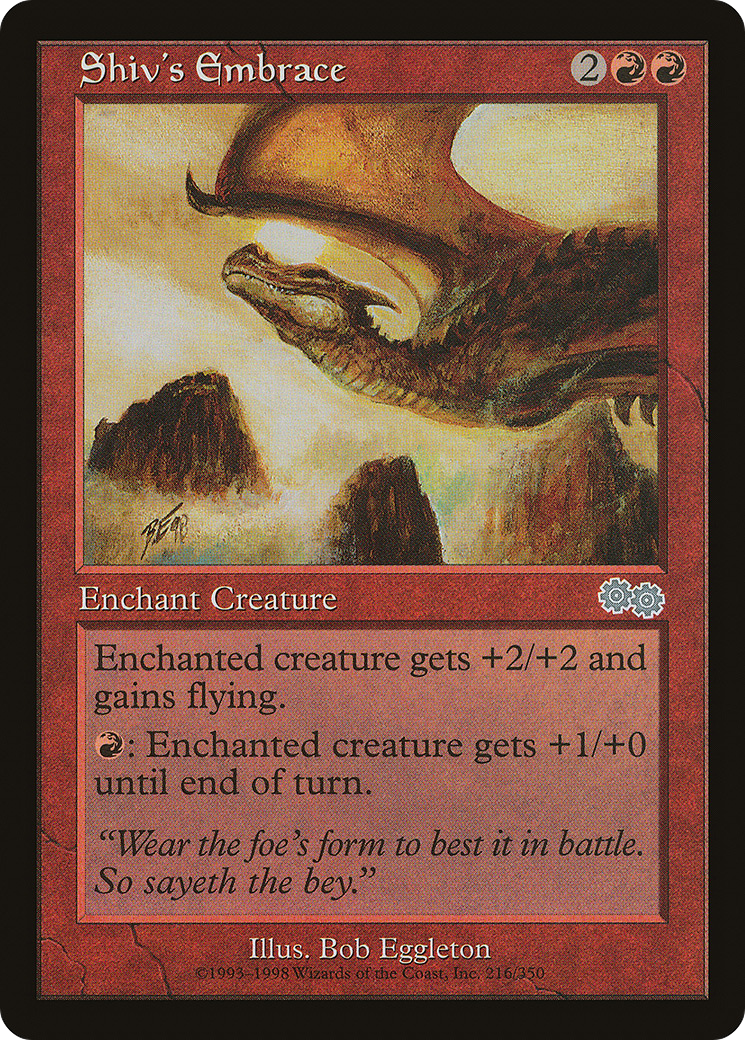 Shiv's Embrace
2
Enchant Creature
Enchanted creature gets +2/+2 and
gains flying.
: Enchanted creature gets +1/+0
until end of turn.
“Wear the foe's form to best it in battle.
So sayeth the bey.”
Illus. Bob Eggleton
©1993–1998 Wizards of the Coast, Inc. 216/350
BE98